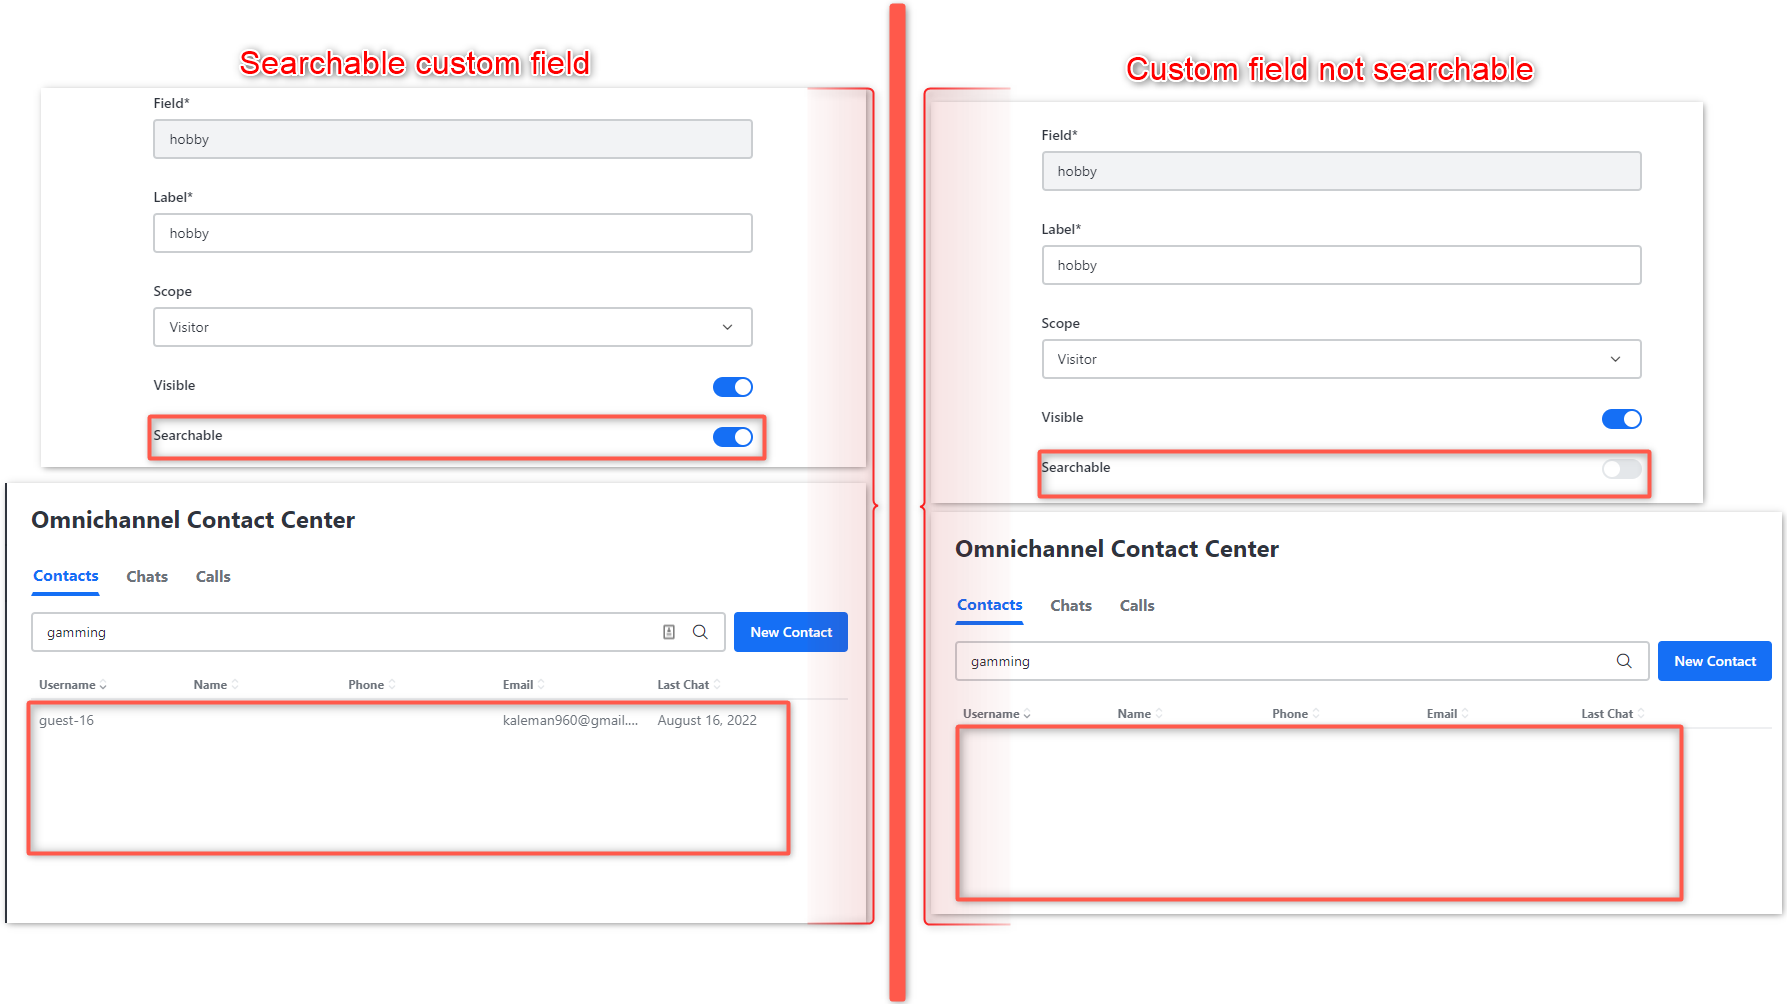 Searchable custom field
Field*
hobby
Label*
hobby
Scope
Visitor
Visible
Searchable
Omnichannel Contact Center
Contacts Chats Calls
gamming
New Contact
Username Name Phone Email Last Chat
guest-16 kaleman960@gmail.... August 16, 2022
Custom field not searchable
Field*
hobby
Label*
hobby
Scope
Visitor
Visible
Searchable
Omnichannel Contact Center
Contacts Chats Calls
gamming
New Contact
Username Name Phone Email Last Chat